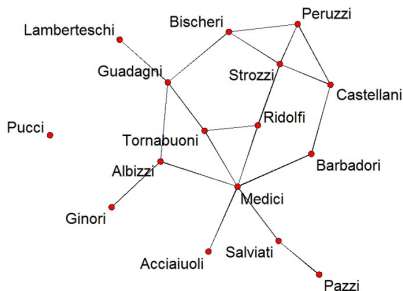 Peruzzi
Bischeri
Lamberteschi
Strozzi
Guadagni
Castellani
Ridolfi
Pucci
Tornabuoni
Barbadori
Albizzi
Medici
Ginori
Salviati
Acciaiuoli
Pazzi